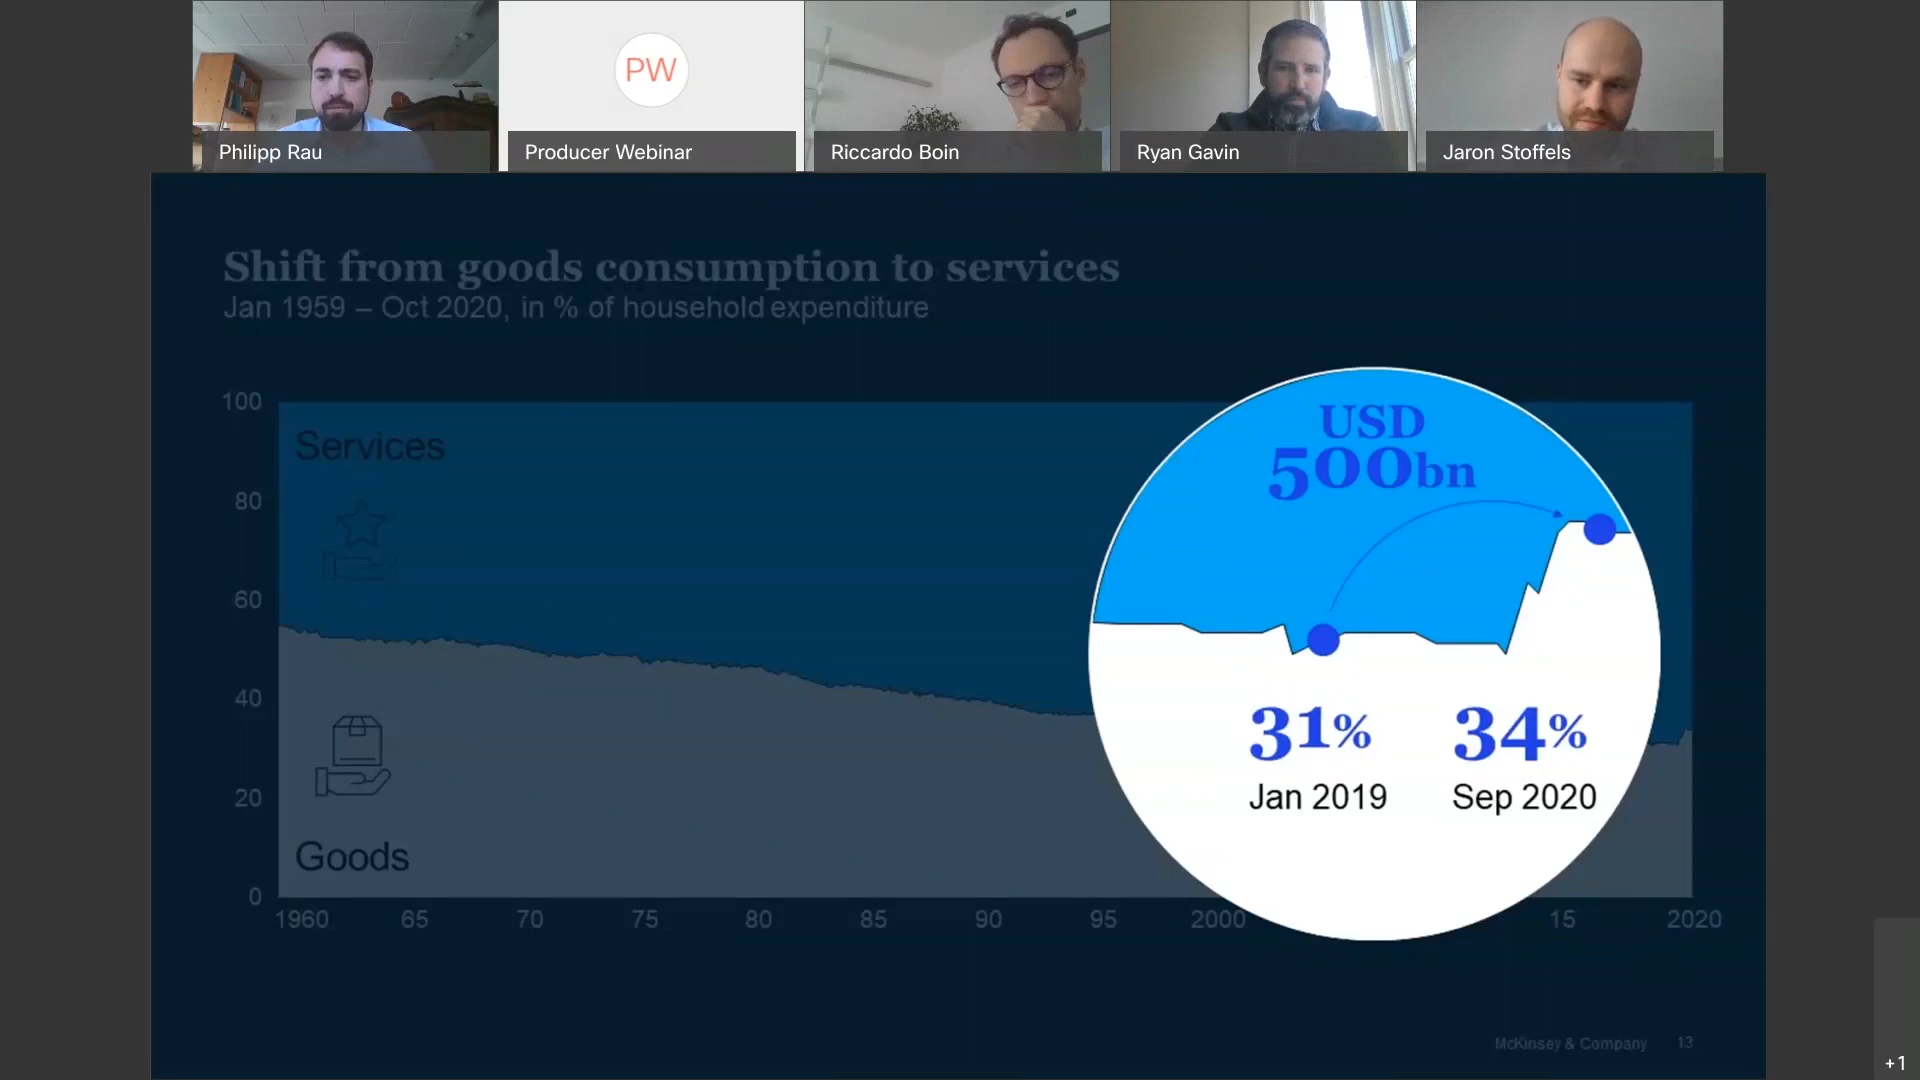 PW
Philipp Rau
Producer Webinar
Riccardo Boin
Ryan Gavin
Jaron Stoffels
Shift from goods consumption to services
Jan 1959 – Oct 2020, in % of household expenditure
100
80
60
40
20
0
Services
Goods
USD
500bn
31%
Jan 2019
34%
Sep 2020
1960 65 70 75 80 85 90 95 2000 15 2020
McKinsey & Company 13
+1